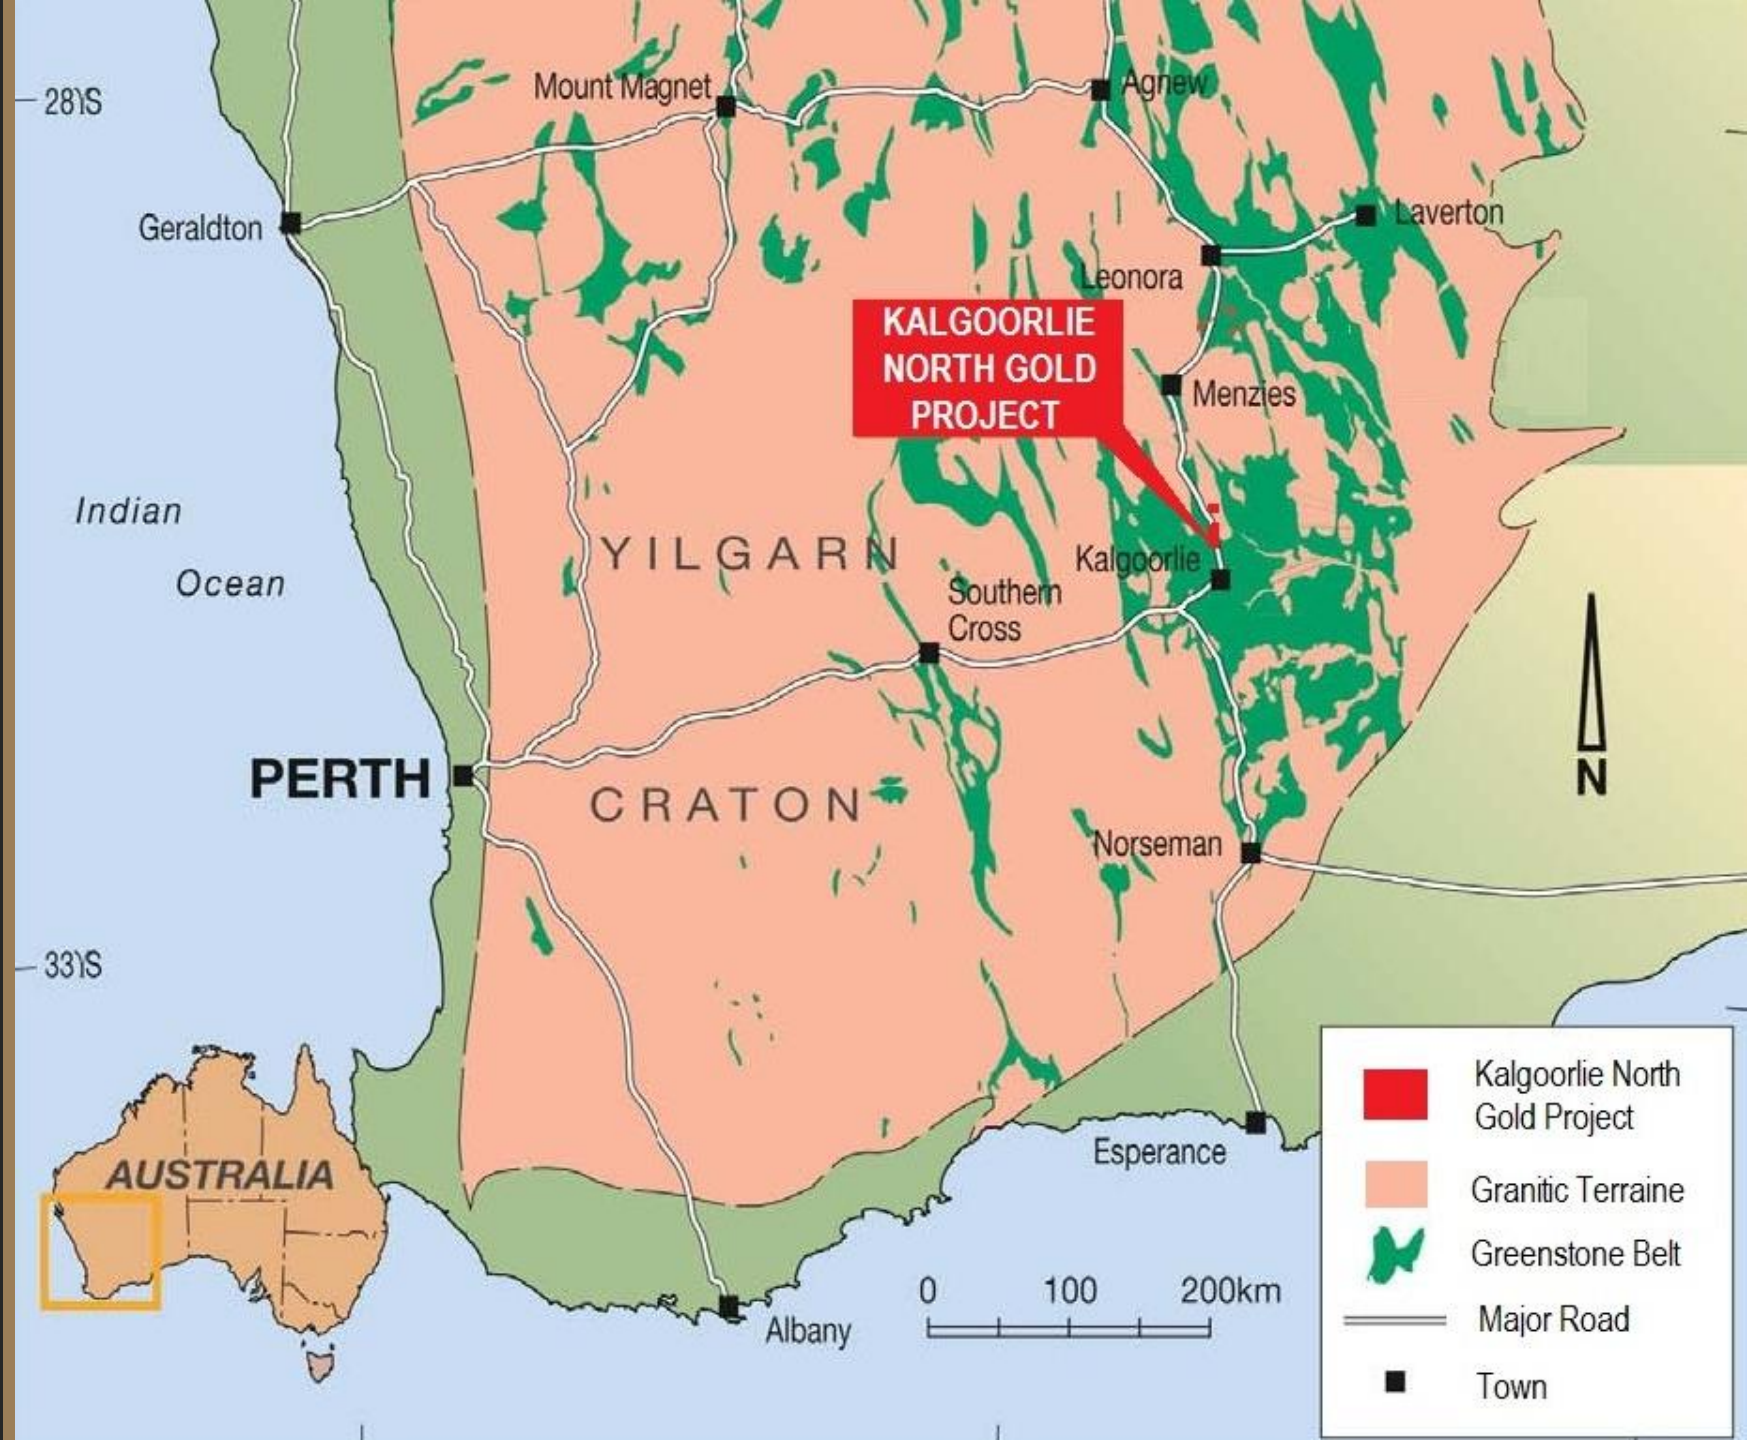 28\S
Mount Magnet
Agnew
Geraldton
Laverton
Leonora
KALGOORLIE
NORTH GOLD
PROJECT
Menzies
Indian
Ocean
YILGARN
Kalgoorlie
Southern
Cross
PERTH
CRATON
N
Norseman
33\S
AUSTRALIA
Esperance
Albany
0 100 200km
Kalgoorlie North
Gold Project
Granitic Terraine
Greenstone Belt
Major Road
Town